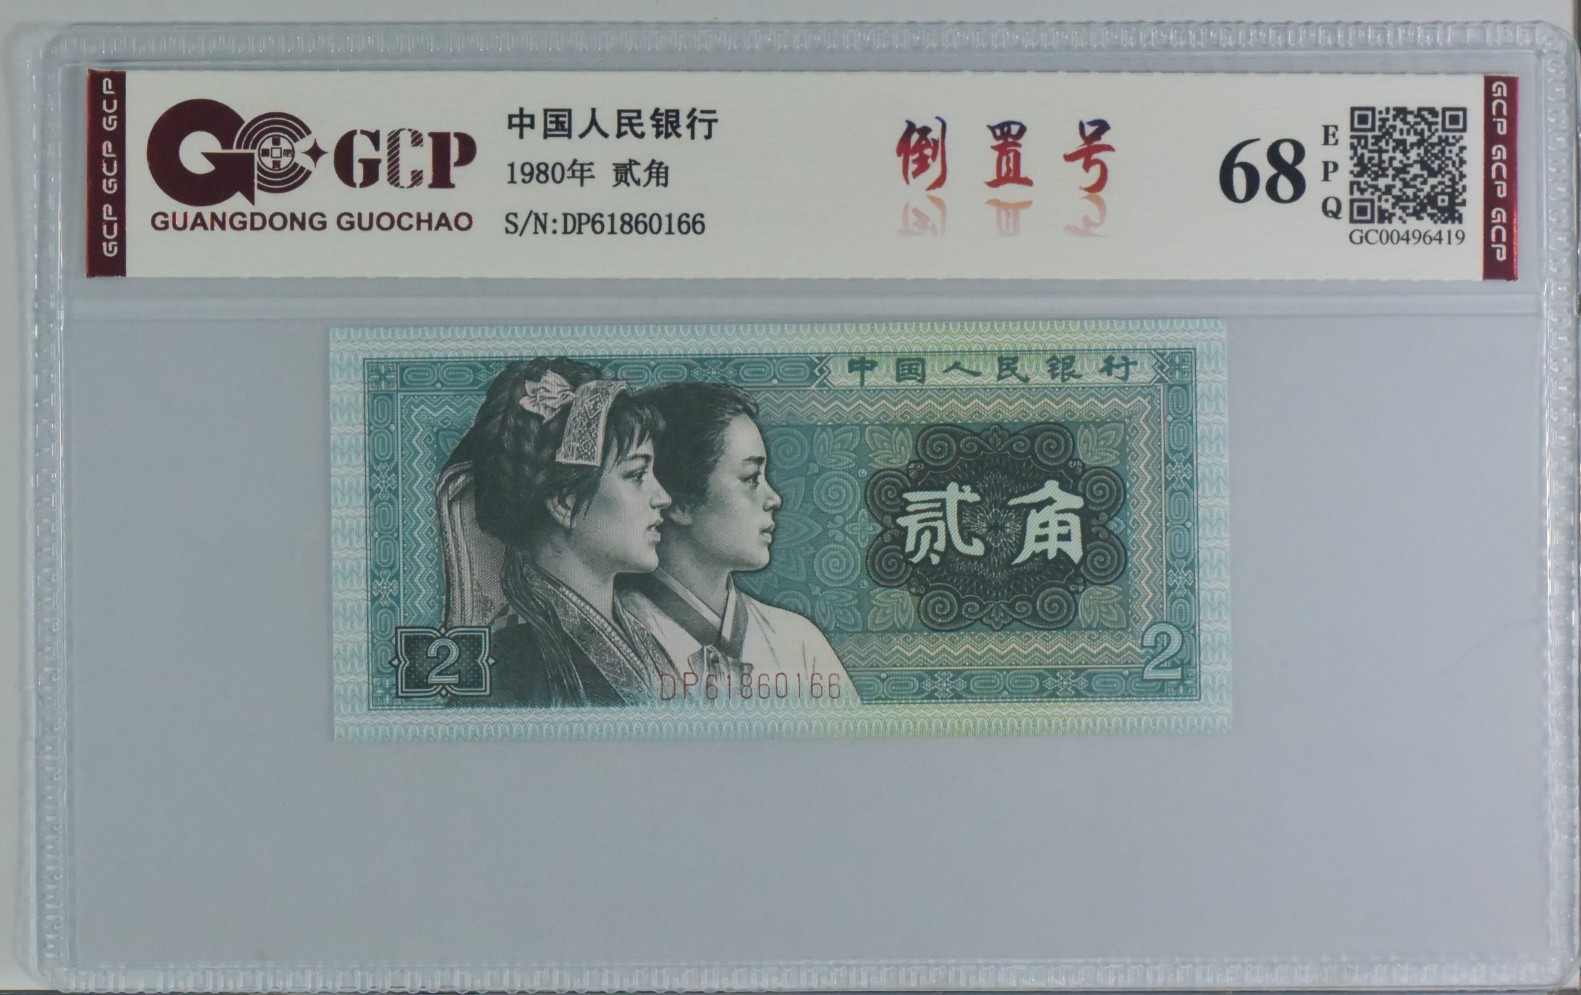 GCP GCP GCP
GCP
GUANGDONG GUOCHAO
中国人民银行
1980年 贰角
S/N:DP61860166
倒置号
68
EPQ
GC00496419
GCP GCP GCP
中国人民银行
贰角
2
2
DP61860166